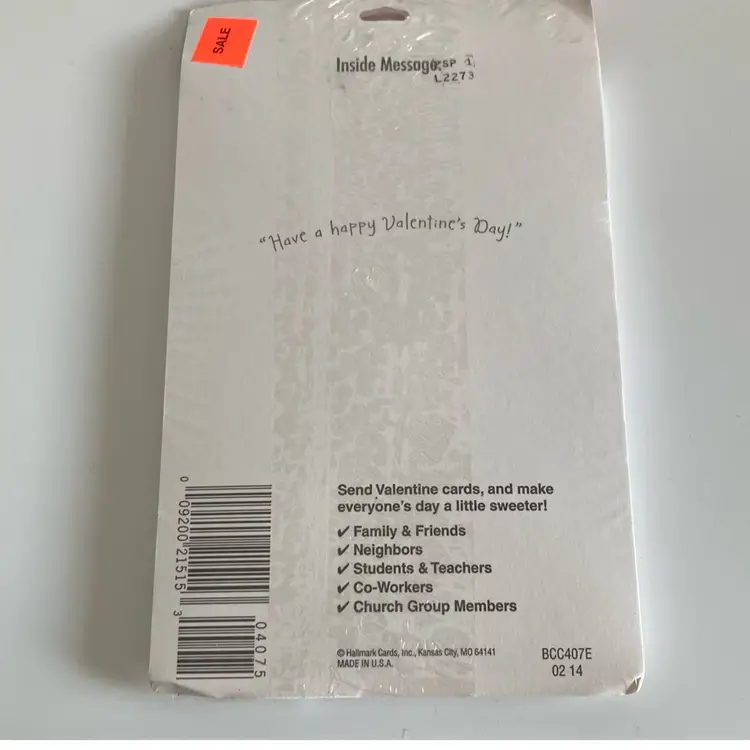 SALE
Inside Message:
SP 1
L2273
"Have a happy Valentine's Day!"
Send Valentine cards, and make
everyone's day a little sweeter!
✔ Family & Friends
✔ Neighbors
✔ Students & Teachers
✔ Co-Workers
✔ Church Group Members
0 09200 21515 3
04075
© Hallmark Cards, Inc., Kansas City, MO 64141
MADE IN U.S.A.
BCC407E
02 14